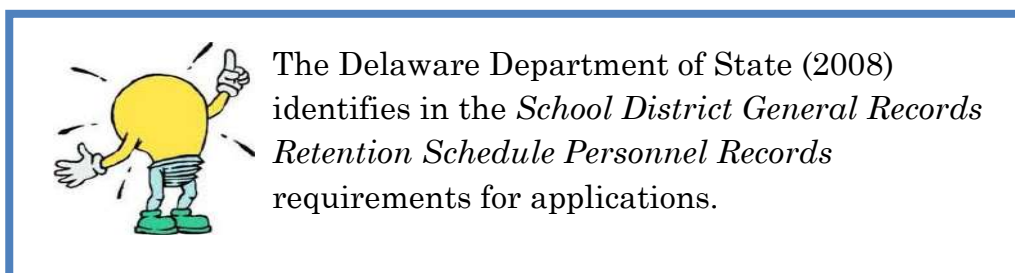 The Delaware Department of State (2008)
identifies in the School District General Records
Retention Schedule Personnel Records
requirements for applications.